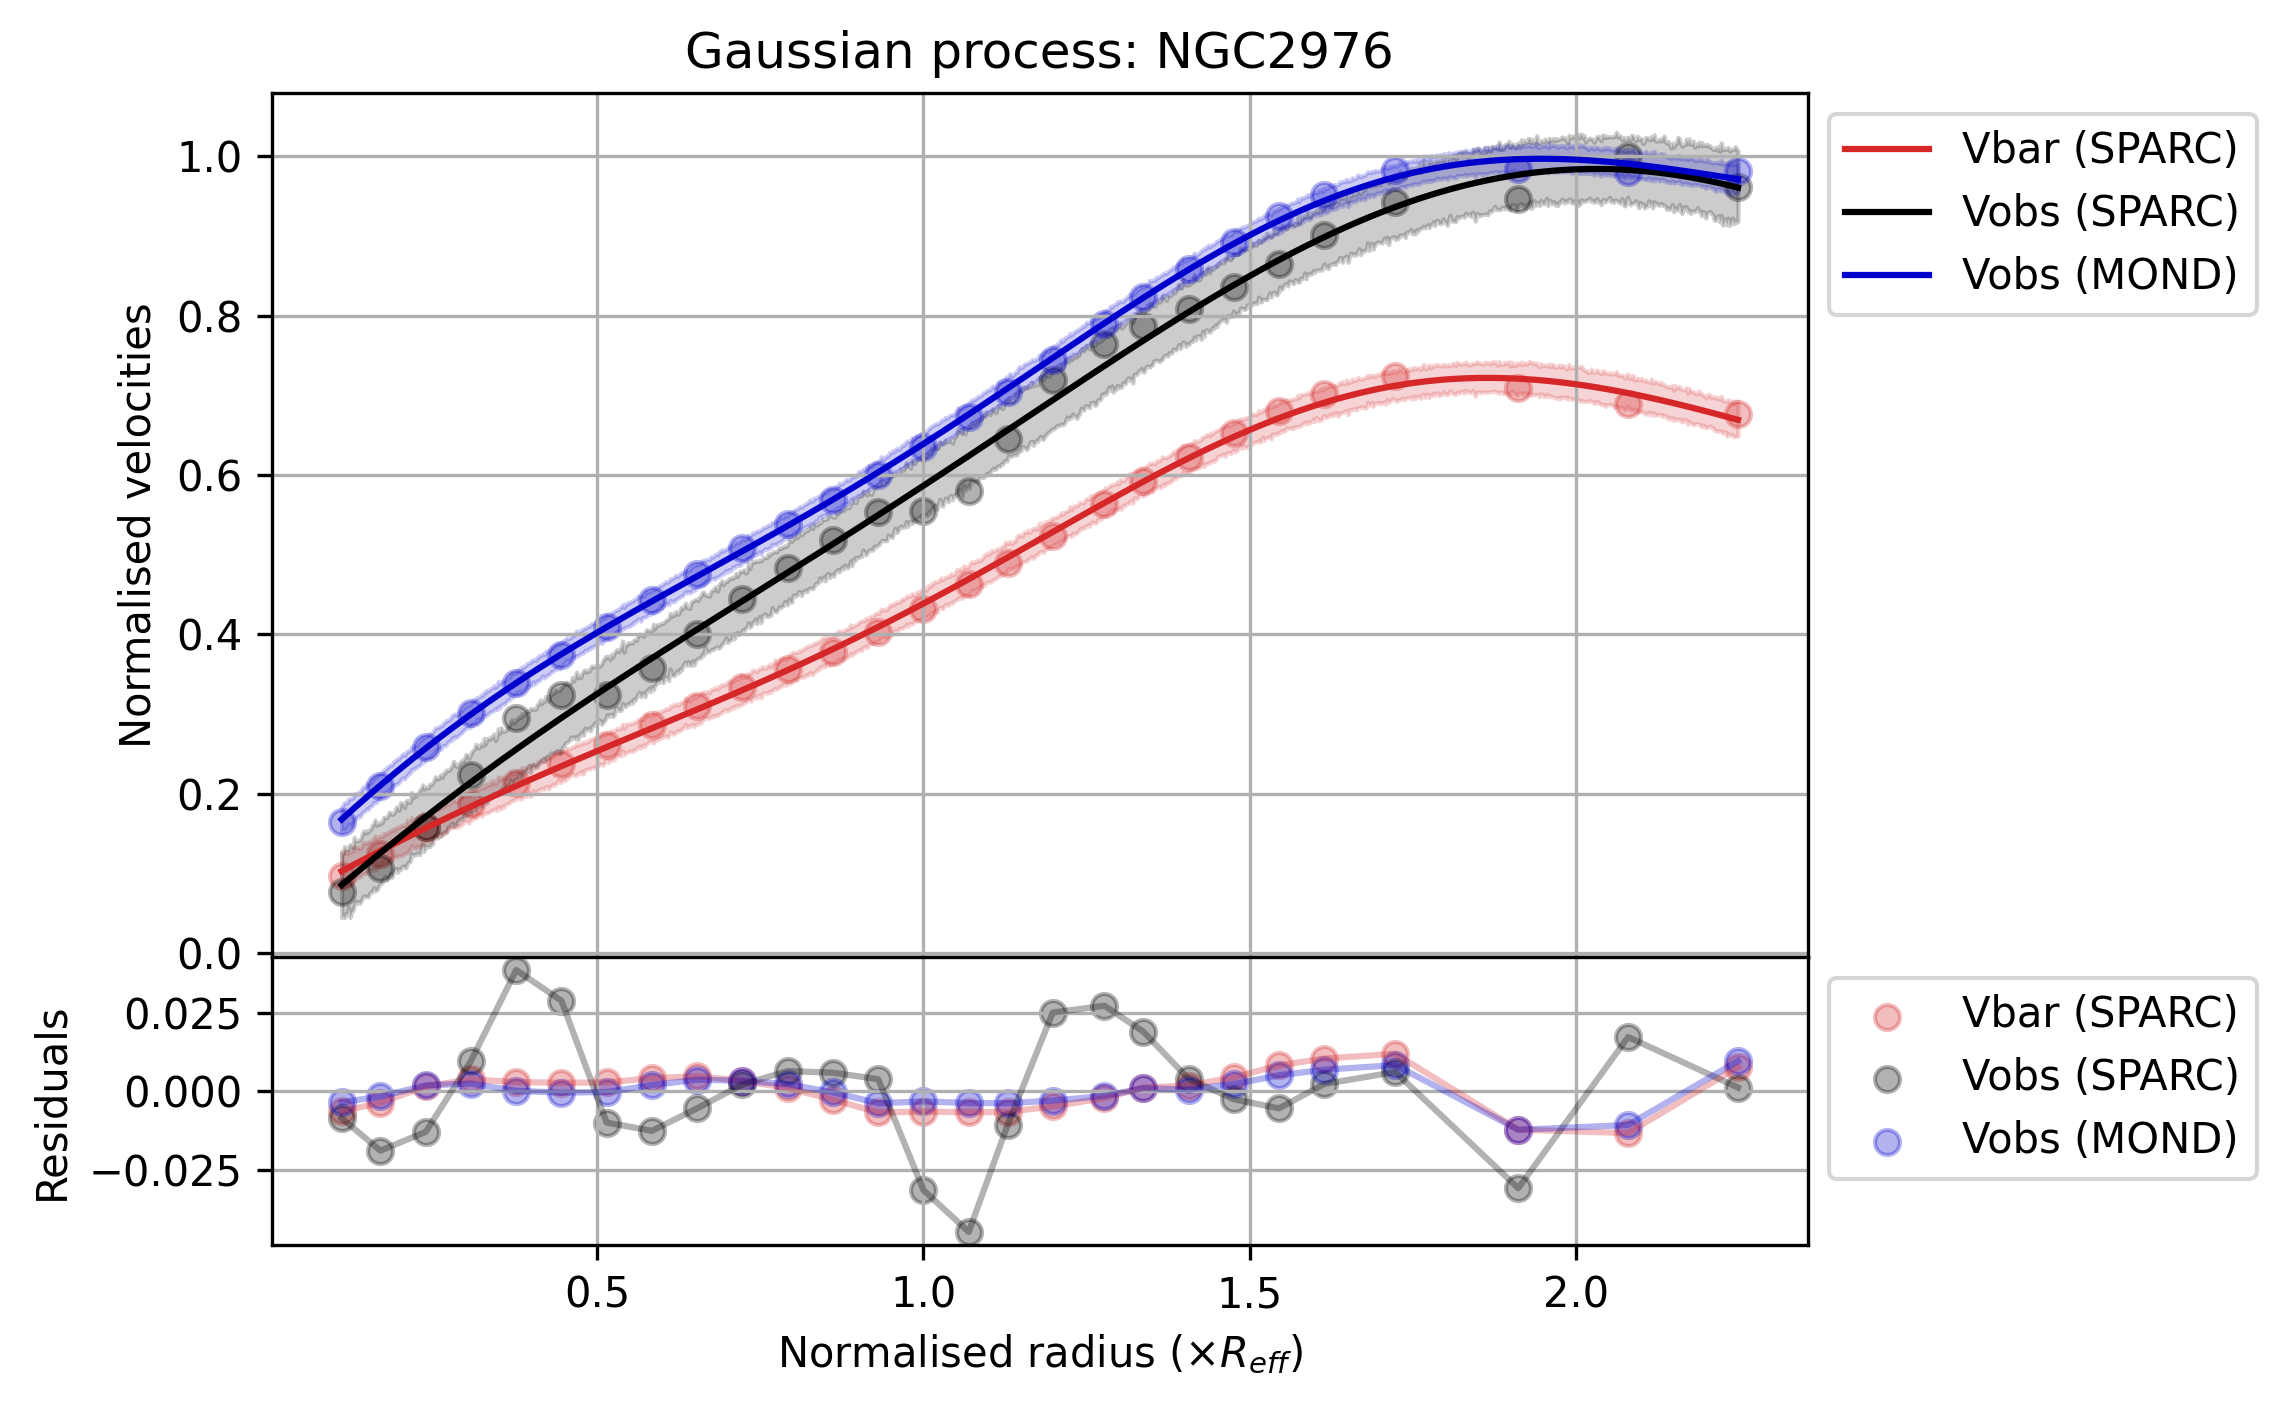 Gaussian process: NGC2976
Normalised velocities
1.0
0.8
0.6
0.4
0.2
0.0
Vbar (SPARC)
Vobs (SPARC)
Vobs (MOND)
Residuals
0.025
0.000
−0.025
Vbar (SPARC)
Vobs (SPARC)
Vobs (MOND)
0.5 1.0 1.5 2.0
Normalised radius (×R_eff)